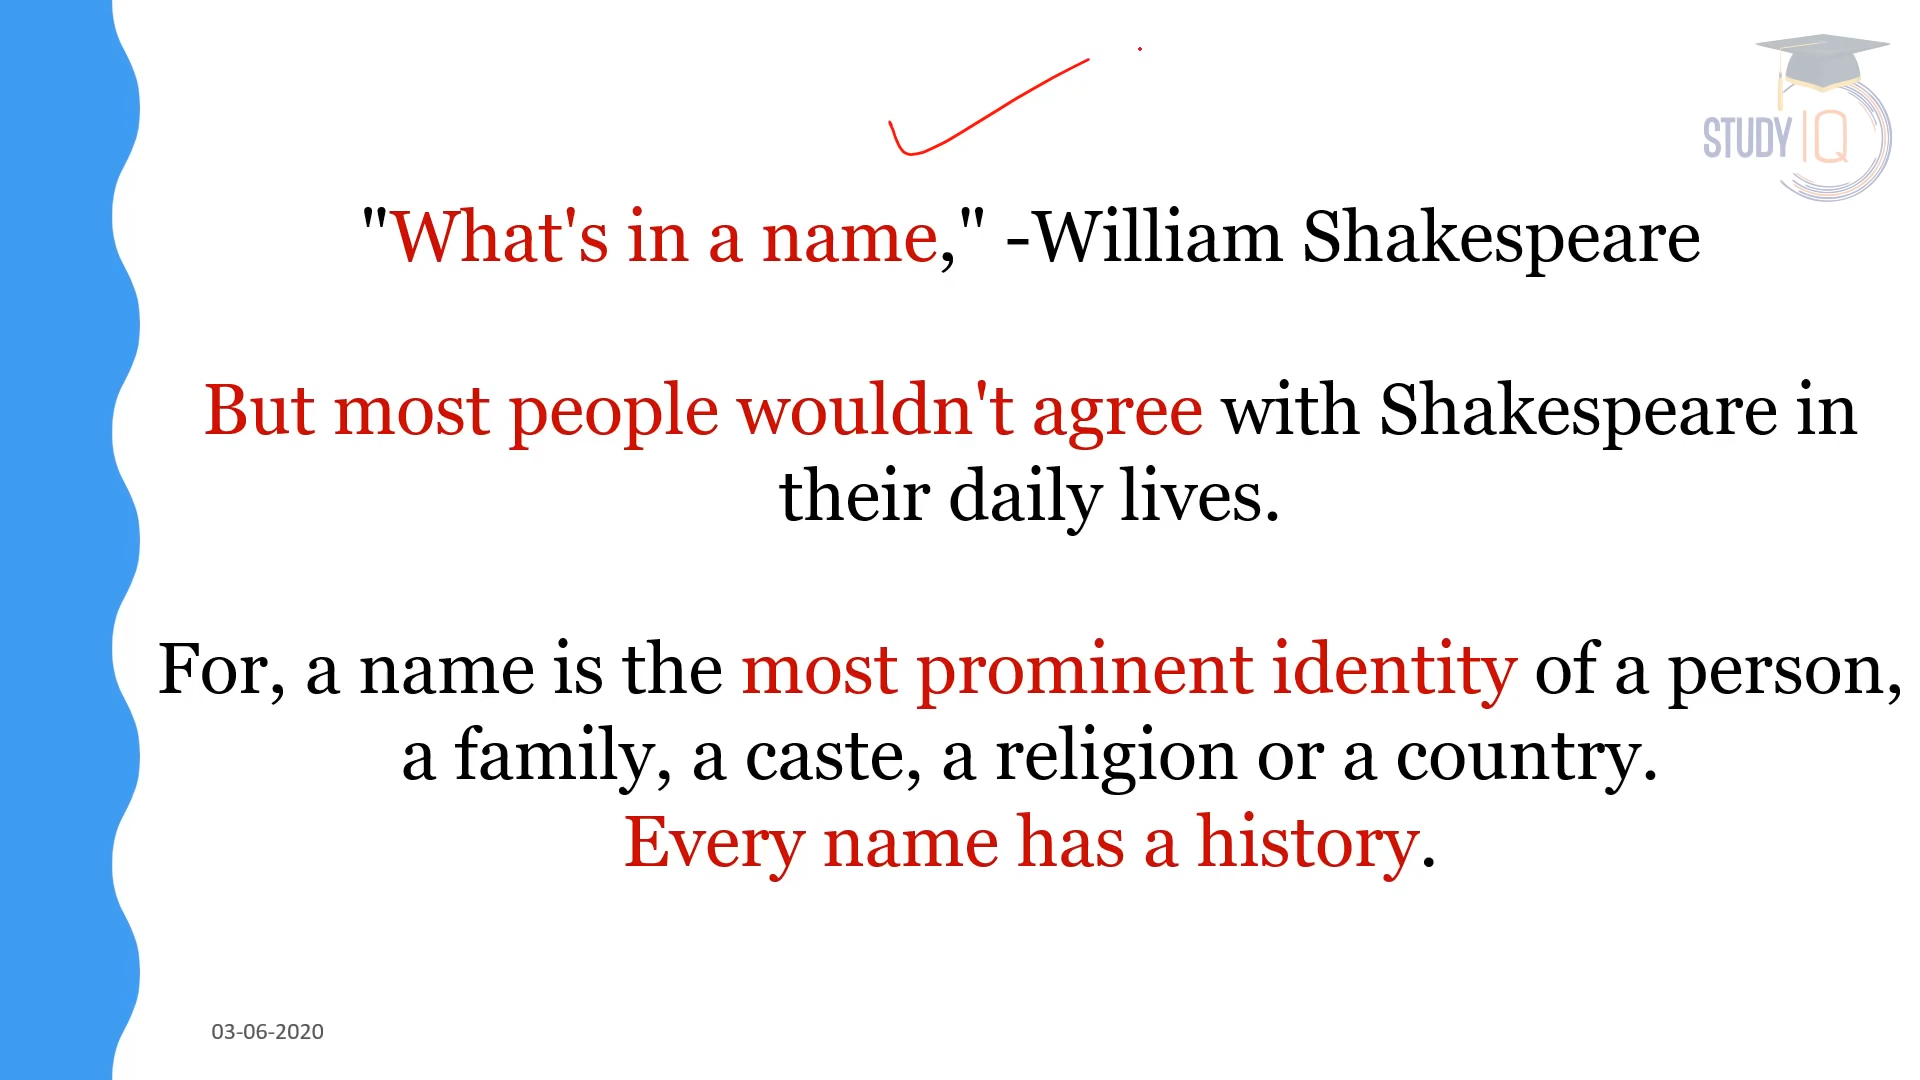 STUDY IQ
"What's in a name," -William Shakespeare
But most people wouldn't agree with Shakespeare in
their daily lives.
For, a name is the most prominent identity of a person,
a family, a caste, a religion or a country.
Every name has a history.
03-06-2020